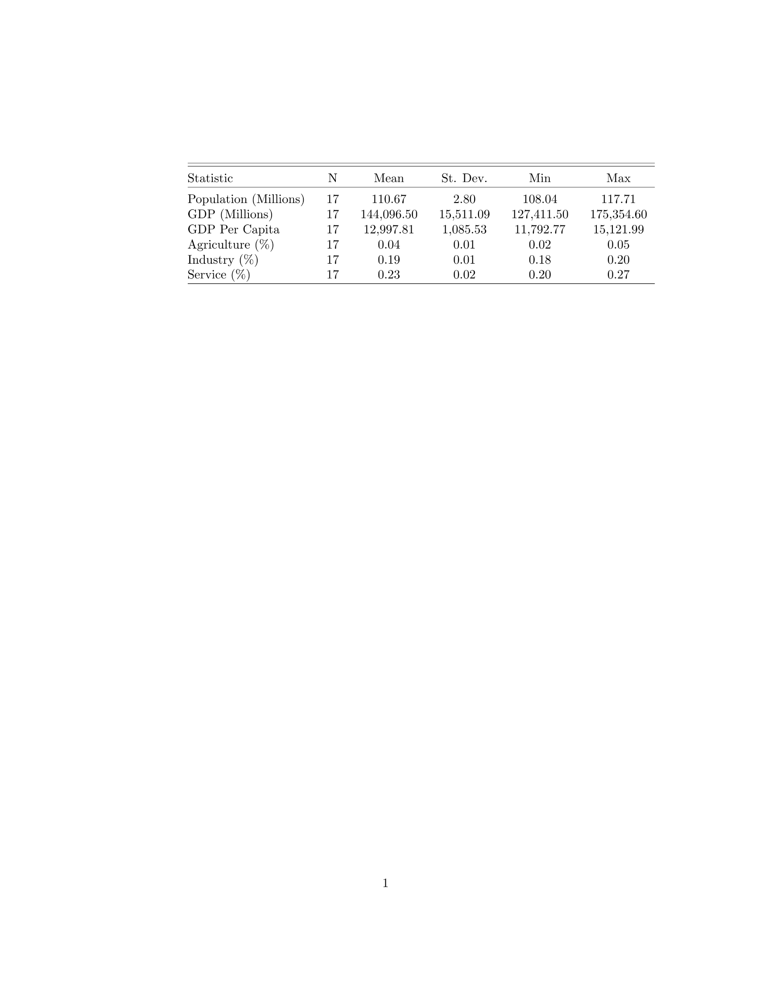 Statistic N Mean St. Dev. Min Max
Population (Millions) 17 110.67 2.80 108.04 117.71
GDP (Millions) 17 144,096.50 15,511.09 127,411.50 175,354.60
GDP Per Capita 17 12,997.81 1,085.53 11,792.77 15,121.99
Agriculture (%) 17 0.04 0.01 0.02 0.05
Industry (%) 17 0.19 0.01 0.18 0.20
Service (%) 17 0.23 0.02 0.20 0.27
1